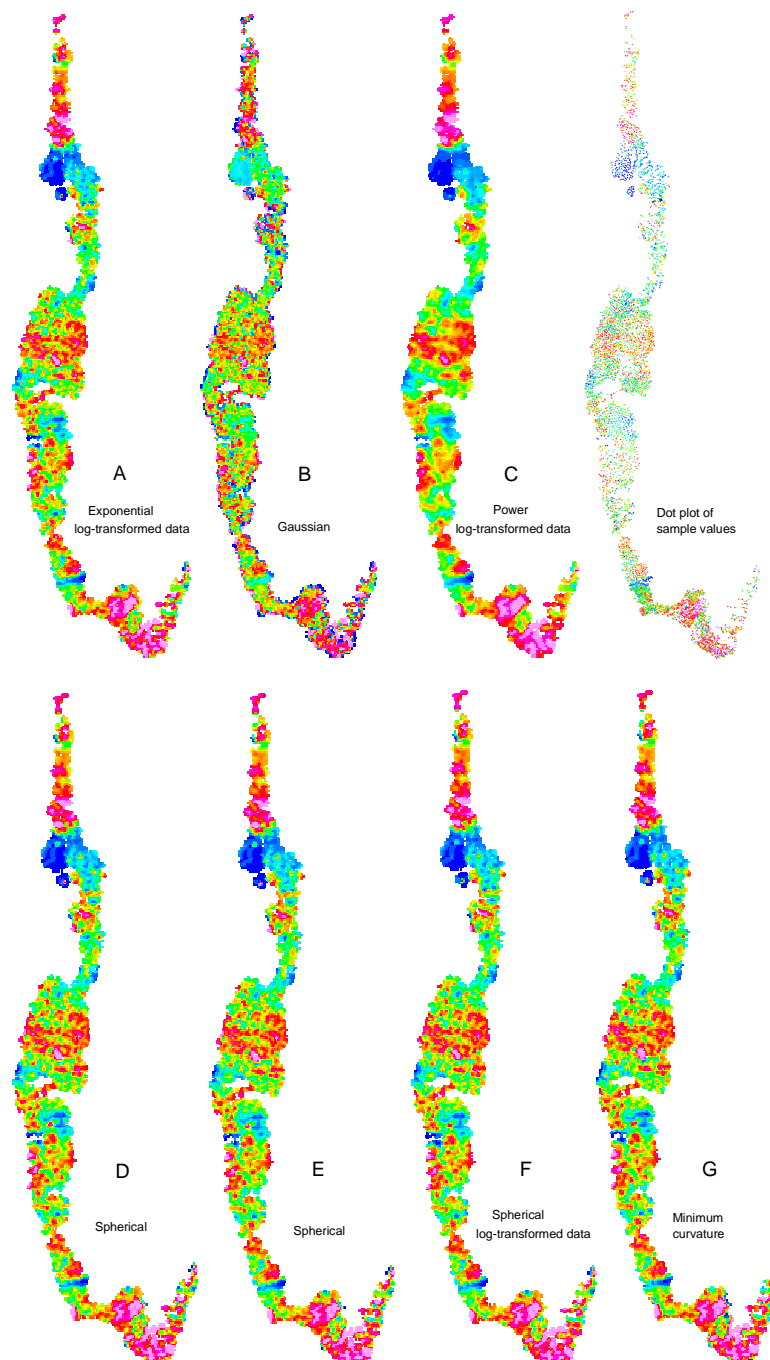 A
B
C
Exponential
log-transformed data
Gaussian
Power
log-transformed data
Dot plot of
sample values
D
E
F
G
Spherical
Spherical
Spherical
log-transformed data
Minimum
curvature